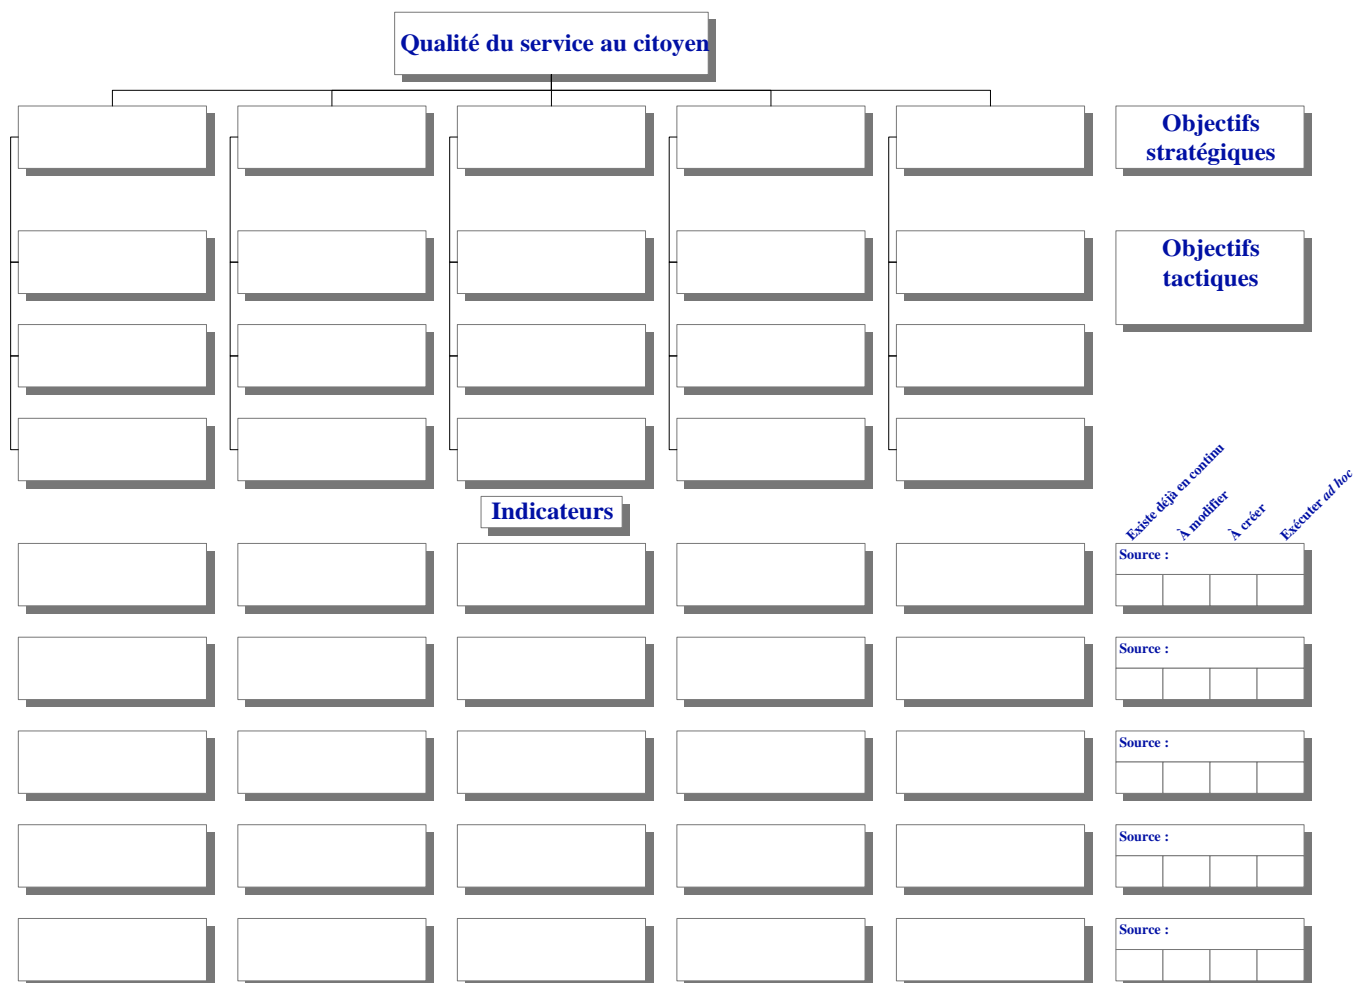 Qualité du service au citoyen
Objectifs
stratégiques
Objectifs
tactiques
Indicateurs
Existe déjà en continu
À modifier
À créer
Exécuter ad hoc
Source :
Source :
Source :
Source :
Source :